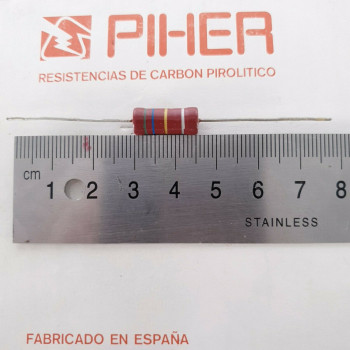 PIHER
RESISTENCIAS DE CARBON PIROLITICO
cm 1 2 3 4 5 6 7 8
STAINLESS
FABRICADO EN ESPAÑA